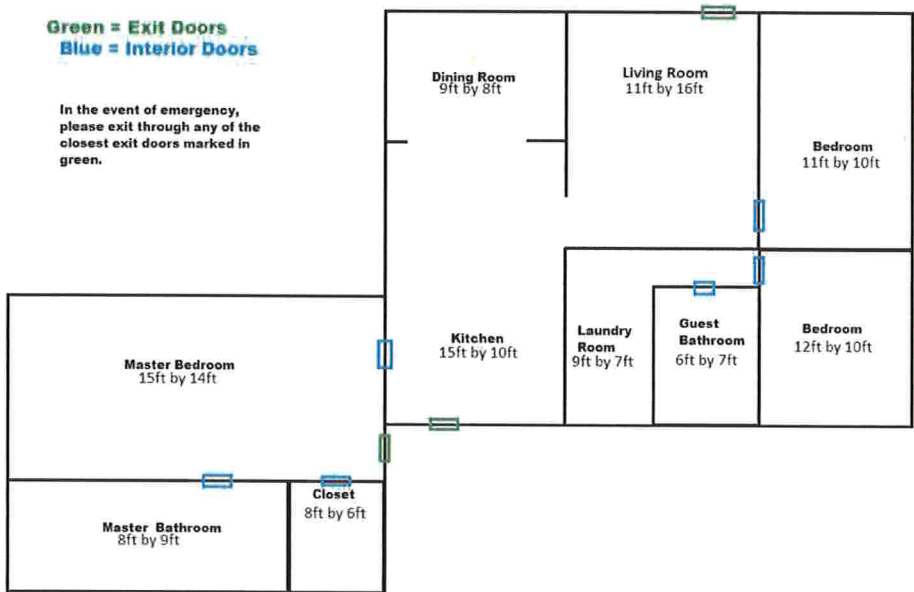 Green = Exit Doors
Blue = Interior Doors
In the event of emergency,
please exit through any of the
closest exit doors marked in
green.
Dining Room
9ft by 8ft
Living Room
11ft by 16ft
Bedroom
11ft by 10ft
Kitchen
15ft by 10ft
Laundry
Room
9ft by 7ft
Guest
Bathroom
6ft by 7ft
Bedroom
12ft by 10ft
Master Bedroom
15ft by 14ft
Closet
8ft by 6ft
Master Bathroom
8ft by 9ft